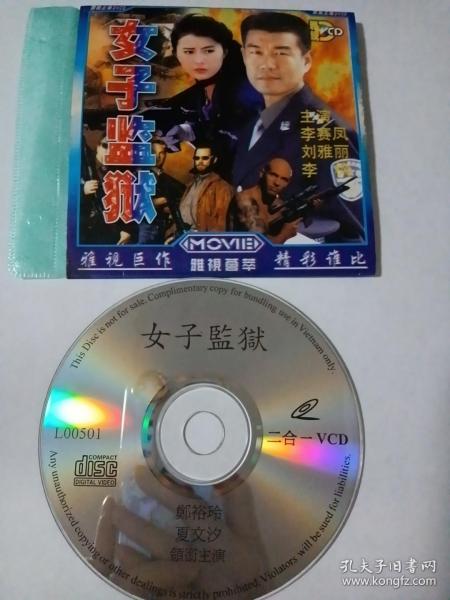 女子監獄
VCD
主演
李赛凤
刘雅丽
李
MOVIE
雅視巨作
雅視薈萃
精彩谁比
This Disc is not for sale. Complimentary copy for bundling use in Vietnam only.
女子監獄
L00501
二合一 VCD
COMPACT
disc
DIGITAL VIDEO
鄭裕玲
夏文汐
領銜主演
Any unauthorized copying or other dealings is strictly prohibited. Violators will be sued for liabilities.
孔夫子旧书网
www.kongfz.com